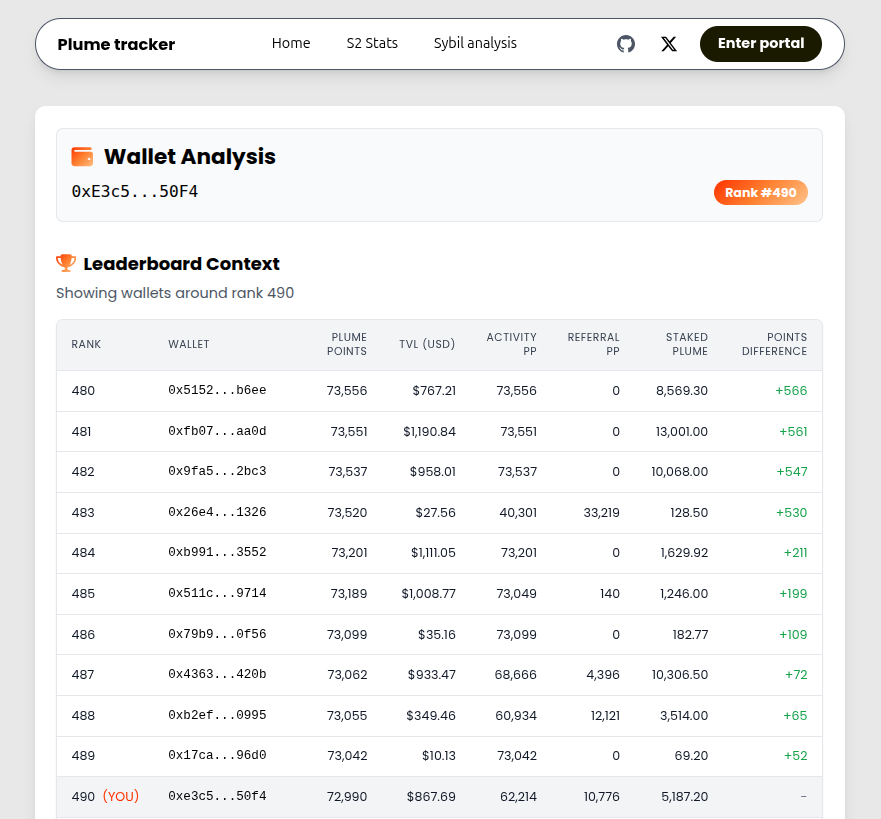 Plume tracker Home S2 Stats Sybil analysis Enter portal
Wallet Analysis
0xE3c5...50F4 Rank #490
Leaderboard Context
Showing wallets around rank 490
RANK WALLET PLUME POINTS TVL (USD) ACTIVITY PP REFERRAL PP STAKED PLUME POINTS DIFFERENCE
480 0x5152...b6ee 73,556 $767.21 73,556 0 8,569.30 +566
481 0xfb07...aa0d 73,551 $1,190.84 73,551 0 13,001.00 +561
482 0x9fa5...2bc3 73,537 $958.01 73,537 0 10,068.00 +547
483 0x26e4...1326 73,520 $27.56 40,301 33,219 128.50 +530
484 0xb991...3552 73,201 $1,111.05 73,201 0 1,629.92 +211
485 0x511c...9714 73,189 $1,008.77 73,049 140 1,246.00 +199
486 0x79b9...0f56 73,099 $35.16 73,099 0 182.77 +109
487 0x4363...420b 73,062 $933.47 68,666 4,396 10,306.50 +72
488 0xb2ef...0995 73,055 $349.46 60,934 12,121 3,514.00 +65
489 0x17ca...96d0 73,042 $10.13 73,042 0 69.20 +52
490 (YOU) 0xe3c5...50f4 72,990 $867.69 62,214 10,776 5,187.20 -